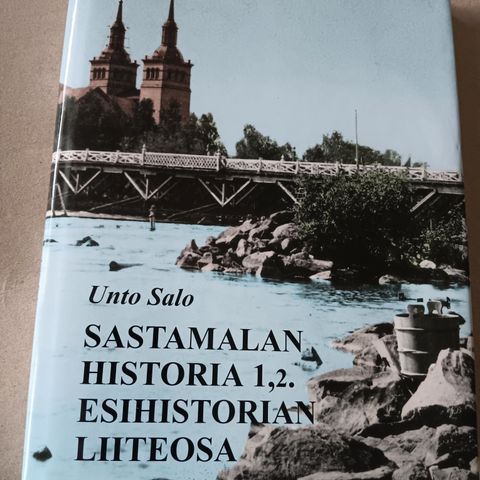 Unto Salo
SASTAMALAN
HISTORIA 1,2.
ESIHISTORIAN
LIITEOSA